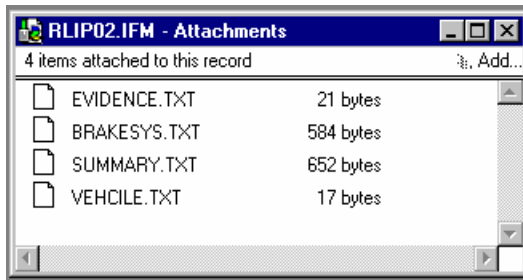 RLIP02.IFM - Attachments
4 items attached to this record Add...
EVIDENCE.TXT 21 bytes
BRAKESYS.TXT 584 bytes
SUMMARY.TXT 652 bytes
VEHCILE.TXT 17 bytes